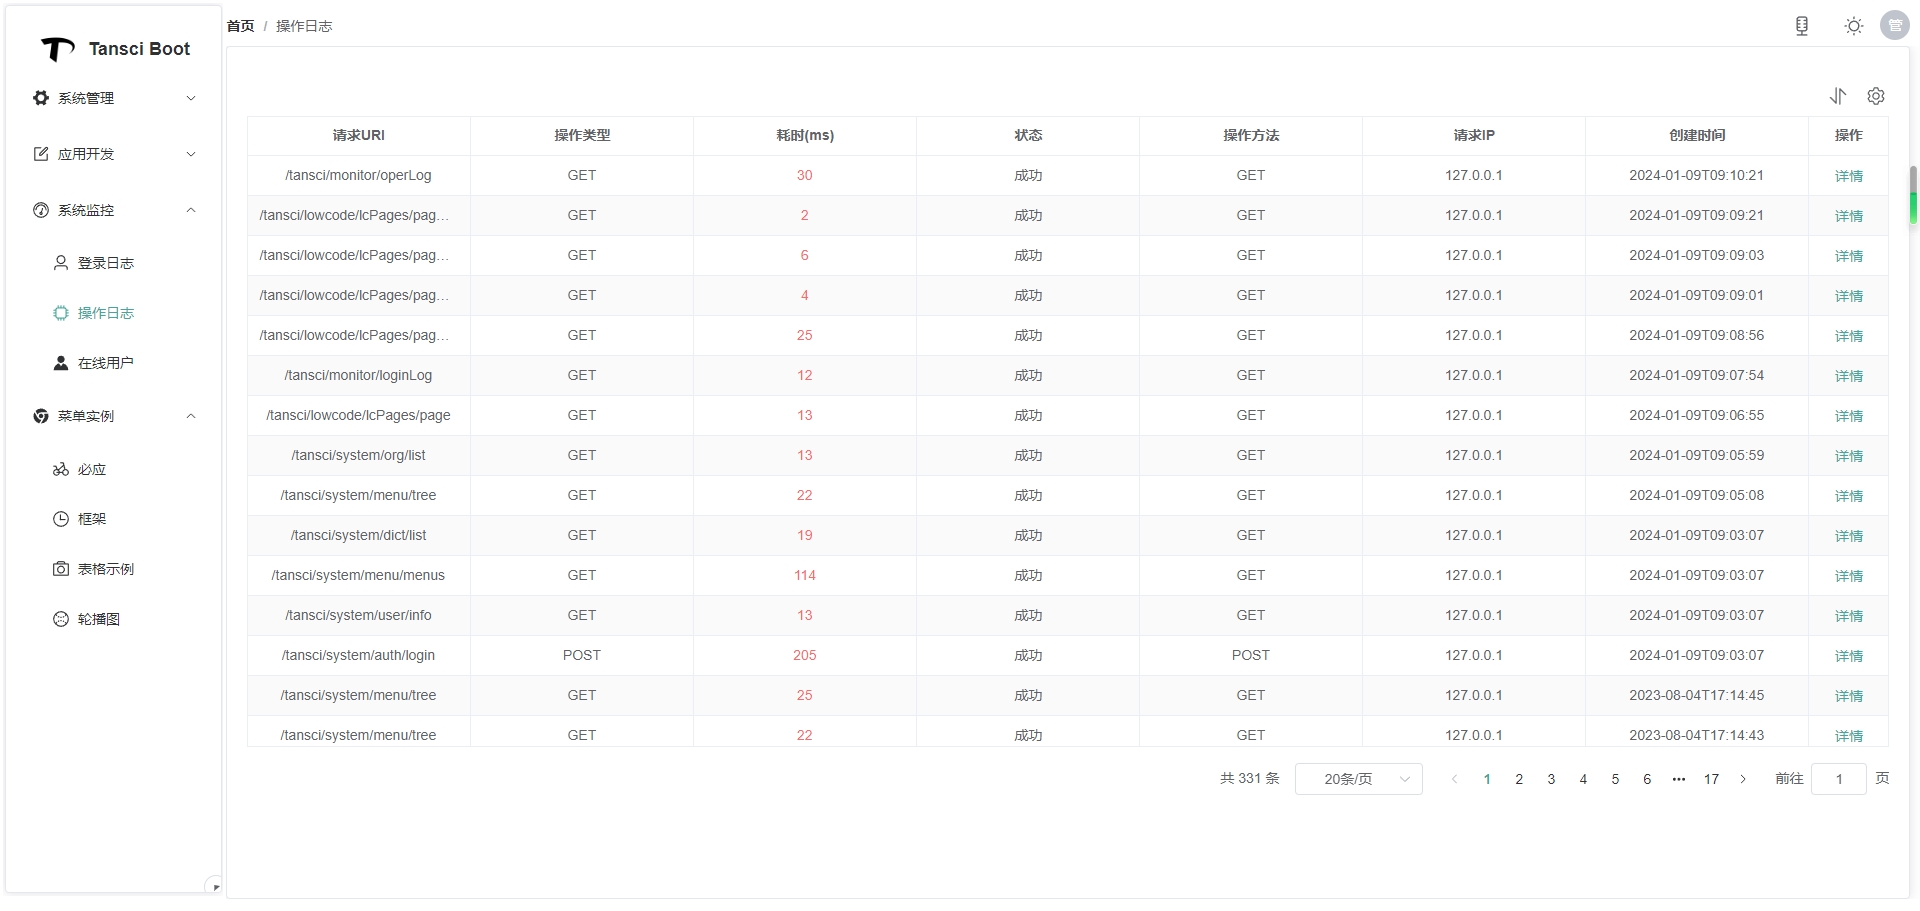 Tansci Boot
系统管理
应用开发
系统监控
登录日志
操作日志
在线用户
菜单实例
必应
框架
表格示例
轮播图
首页 / 操作日志
管
请求URI 操作类型 耗时(ms) 状态 操作方法 请求IP 创建时间 操作
/tansci/monitor/operLog GET 30 成功 GET 127.0.0.1 2024-01-09T09:10:21 详情
/tansci/lowcode/lcPages/pag... GET 2 成功 GET 127.0.0.1 2024-01-09T09:09:21 详情
/tansci/lowcode/lcPages/pag... GET 6 成功 GET 127.0.0.1 2024-01-09T09:09:03 详情
/tansci/lowcode/lcPages/pag... GET 4 成功 GET 127.0.0.1 2024-01-09T09:09:01 详情
/tansci/lowcode/lcPages/pag... GET 25 成功 GET 127.0.0.1 2024-01-09T09:08:56 详情
/tansci/monitor/loginLog GET 12 成功 GET 127.0.0.1 2024-01-09T09:07:54 详情
/tansci/lowcode/lcPages/page GET 13 成功 GET 127.0.0.1 2024-01-09T09:06:55 详情
/tansci/system/org/list GET 13 成功 GET 127.0.0.1 2024-01-09T09:05:59 详情
/tansci/system/menu/tree GET 22 成功 GET 127.0.0.1 2024-01-09T09:05:08 详情
/tansci/system/dict/list GET 19 成功 GET 127.0.0.1 2024-01-09T09:03:07 详情
/tansci/system/menu/menus GET 114 成功 GET 127.0.0.1 2024-01-09T09:03:07 详情
/tansci/system/user/info GET 13 成功 GET 127.0.0.1 2024-01-09T09:03:07 详情
/tansci/system/auth/login POST 205 成功 POST 127.0.0.1 2024-01-09T09:03:07 详情
/tansci/system/menu/tree GET 25 成功 GET 127.0.0.1 2023-08-04T17:14:45 详情
/tansci/system/menu/tree GET 22 成功 GET 127.0.0.1 2023-08-04T17:14:43 详情
共 331 条 20条/页 1 2 3 4 5 6 ••• 17 前往 1 页